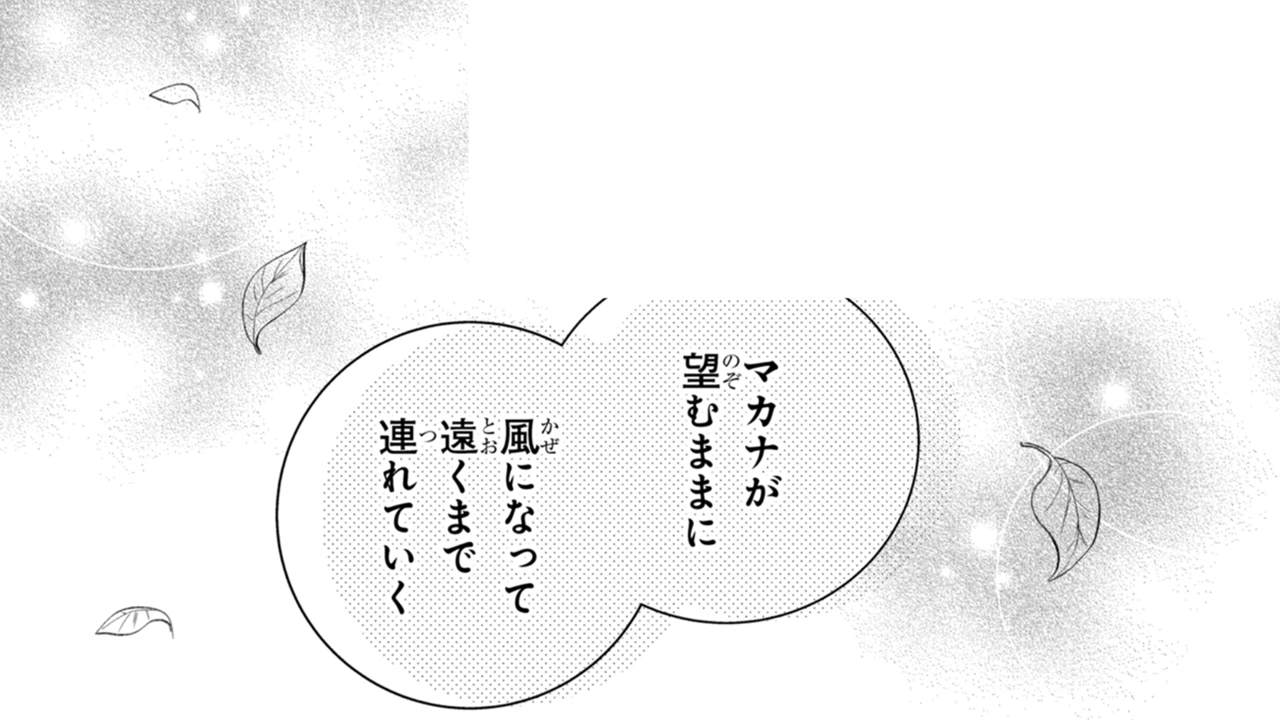 マカナが
望むままに
風になって
遠くまで
連れていく